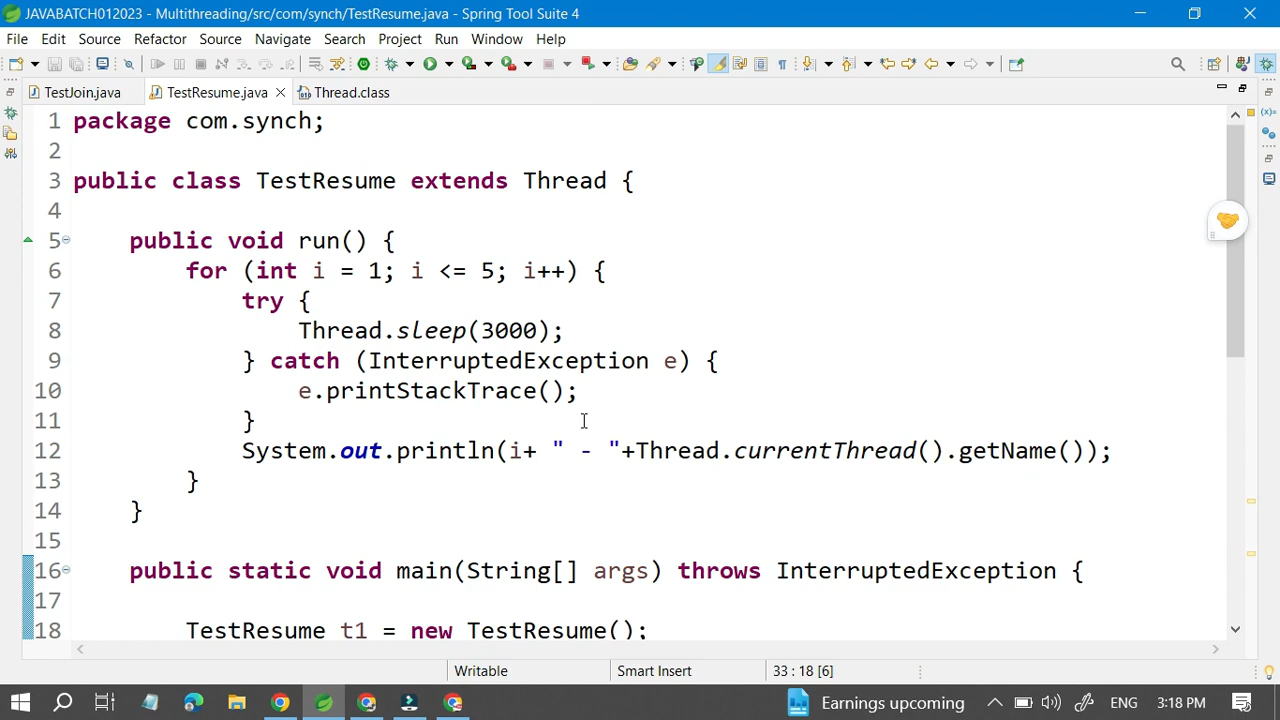 JAVABATCH012023 - Multithreading/src/com/synch/TestResume.java - Spring Tool Suite 4
File Edit Source Refactor Source Navigate Search Project Run Window Help
TestJoin.java TestResume.java Thread.class
1 package com.synch;
2
3 public class TestResume extends Thread {
4
5 public void run() {
6 for (int i = 1; i <= 5; i++) {
7 try {
8 Thread.sleep(3000);
9 } catch (InterruptedException e) {
10 e.printStackTrace();
11 }
12 System.out.println(i+ " - "+Thread.currentThread().getName());
13 }
14 }
15
16 public static void main(String[] args) throws InterruptedException {
17
18 TestResume t1 = new TestResume();
Writable Smart Insert 33 : 18 [6]
Earnings upcoming ENG 3:18 PM